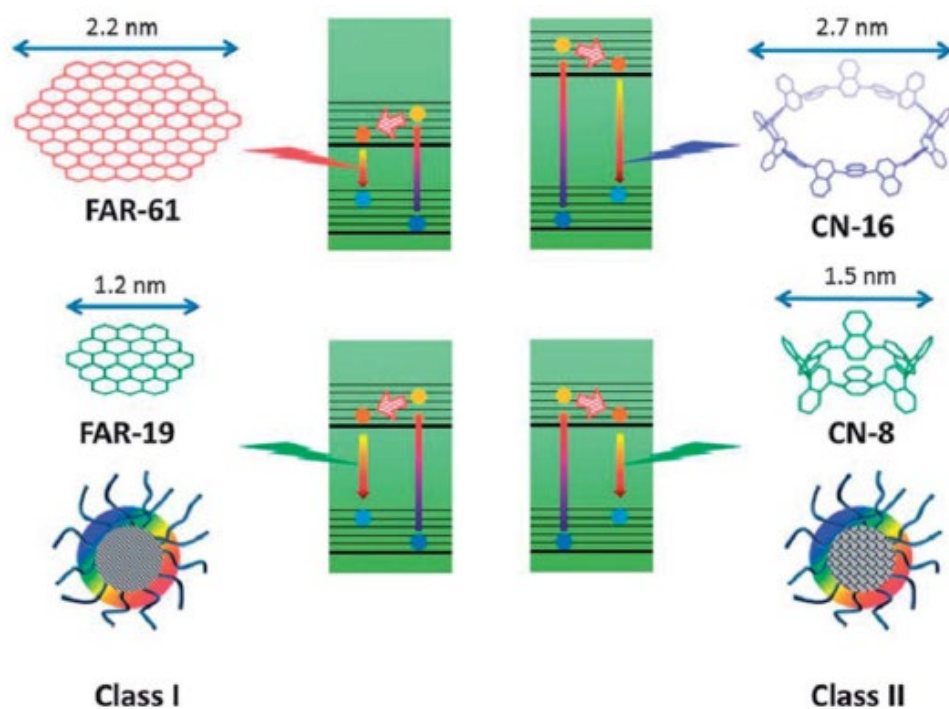 2.2 nm
2.7 nm
FAR-61
CN-16
1.2 nm
1.5 nm
FAR-19
CN-8
Class I
Class II